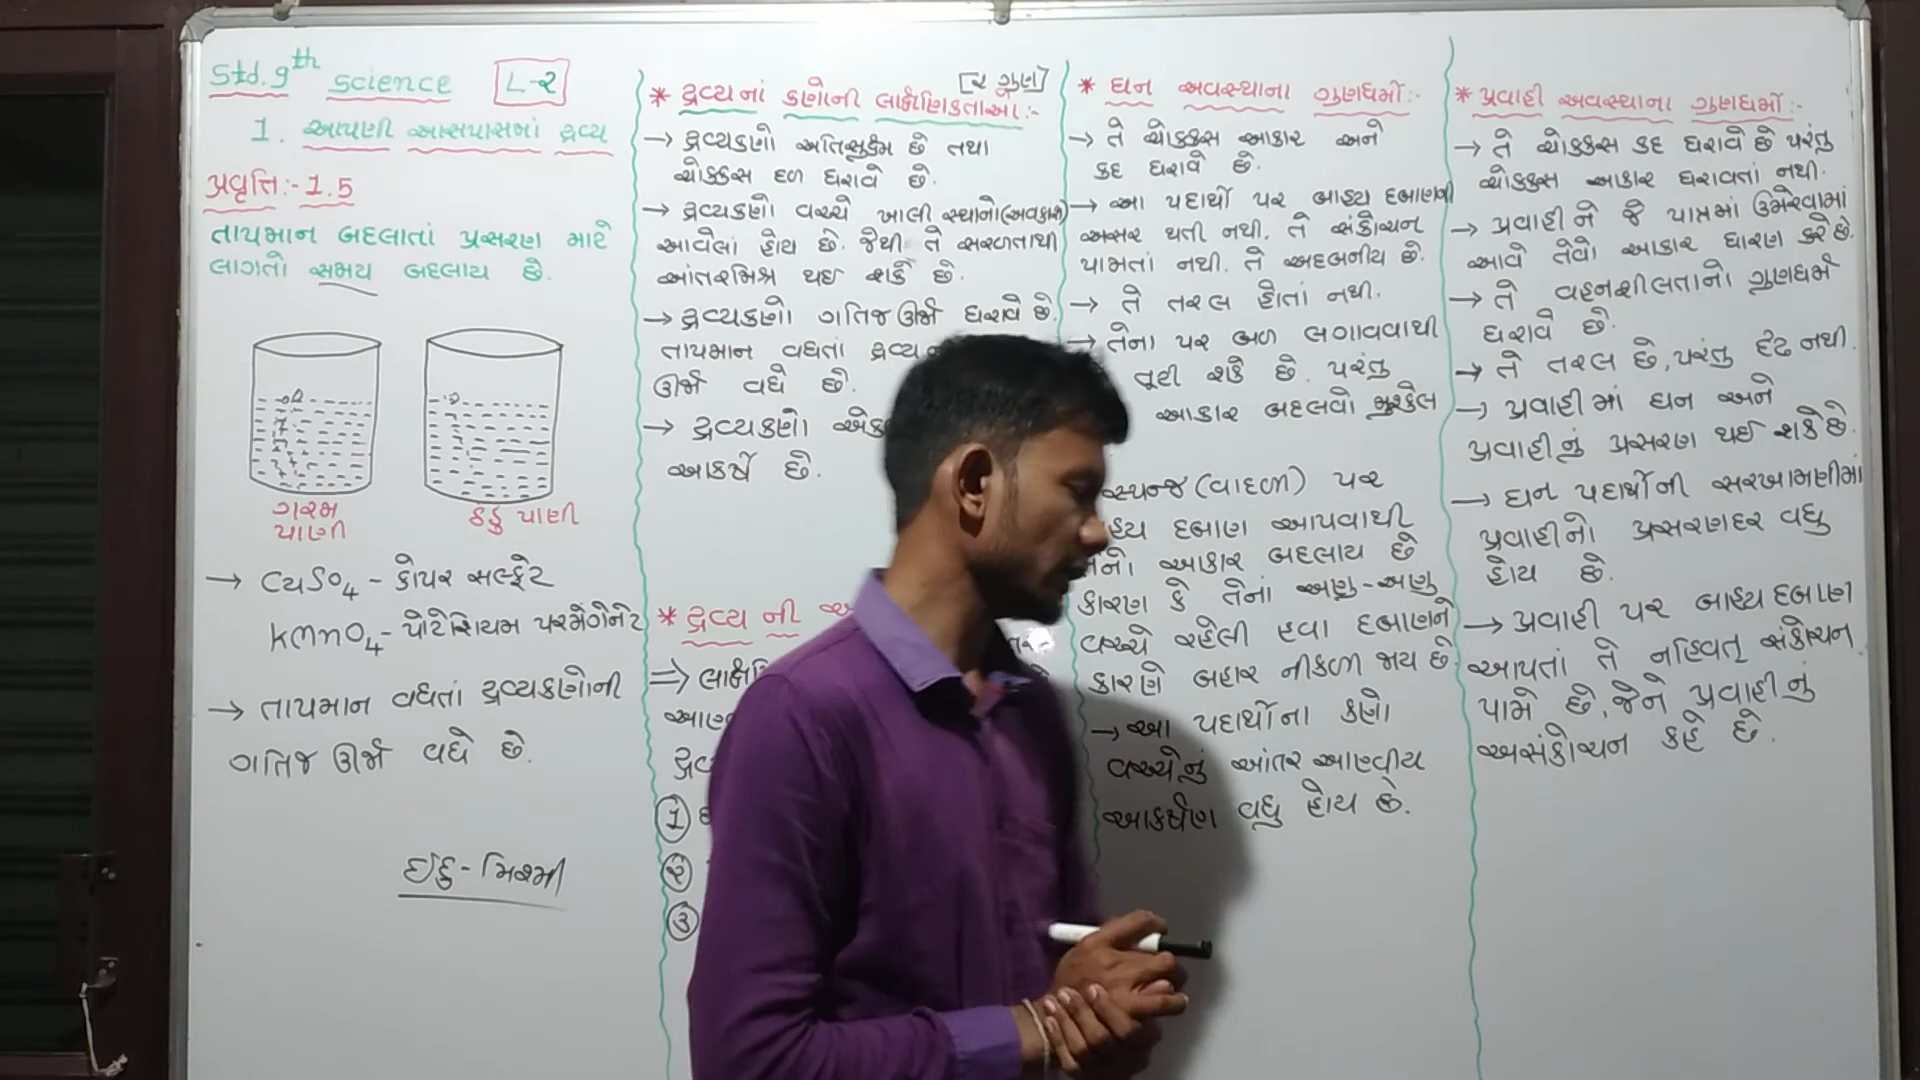 Std. 9th Science L-2
1. આપણી આસપાસમાં દ્રવ્ય
પ્રવૃત્તિ:- 1.5
તાપમાન બદલાતાં પ્રસરણ માટે
લાગતો સમય બદલાય છે.
ગરમ
પાણી
ઠંડુ પાણી
→ CuSO4 - કોપર સલ્ફેટ
KMnO4 - પોટેશિયમ પરમેંગેનેટ
→ તાપમાન વધતાં દ્રવ્યકણોની
ગતિજ ઊર્જા વધે છે.
[૨ ગુણ]
* દ્રવ્યનાં કણોની લાક્ષણિકતાઓ:-
→ દ્રવ્યકણો અતિસૂક્ષ્મ છે તથા
ચોક્કસ દળ ધરાવે છે.
→ દ્રવ્યકણો વચ્ચે ખાલી સ્થાનો(અવકાશ)
આવેલાં હોય છે. જેથી તે સરળતાથી
આંતરમિશ્ર થઈ શકે છે.
→ દ્રવ્યકણો ગતિજ ઊર્જા ધરાવે છે.
તાપમાન વધતાં
ઊર્જા વધે છે.
→ દ્રવ્યકણો
આકર્ષે છે.
* દ્રવ્ય ની
⇒
1
૨
૩
* ઘન અવસ્થાના ગુણધર્મો:-
→ તે ચોક્કસ આકાર અને
કદ ધરાવે છે.
→ આ પદાર્થો પર બાહ્ય દબાણની
અસર થતી નથી. તે સંકોચન
પામતાં નથી. તે અદબનીય છે.
→ તે તરલ હોતાં નથી.
→ તેના પર બળ લગાવવાથી
તૂટી શકે છે. પરંતુ
આકાર બદલવો મુશ્કેલ
સ્પન્જ (વાદળી) પર
દબાણ આપવાથી
આકાર બદલાય છે
કારણ કે તેનાં અણુ-અણુ
વચ્ચે રહેલી હવા દબાણને
કારણે બહાર નીકળી જાય છે.
→ આ પદાર્થોના કણો
વચ્ચેનું આંતર આણ્વીય
આકર્ષણ વધુ હોય છે.
* પ્રવાહી અવસ્થાના ગુણધર્મો:-
→ તે ચોક્કસ કદ ધરાવે છે પરંતુ
ચોક્કસ આકાર ધરાવતાં નથી.
→ પ્રવાહીને જે પાત્રમાં ઉમેરવામાં
આવે તેવો આકાર ધારણ કરે છે.
→ તે વહનશીલતાનો ગુણધર્મ
ધરાવે છે.
→ તે તરલ છે, પરંતુ દૃઢ નથી.
→ પ્રવાહીમાં ઘન અને
પ્રવાહીનું પ્રસરણ થઈ શકે છે.
→ ઘન પદાર્થોની સરખામણીમાં
પ્રવાહીનો પ્રસરણદર વધુ
હોય છે.
→ પ્રવાહી પર બાહ્ય દબાણ
આપતાં તે નહિવત્ સંકોચન
પામે છે, જેને પ્રવાહીનું
અસંકોચન કહે છે.